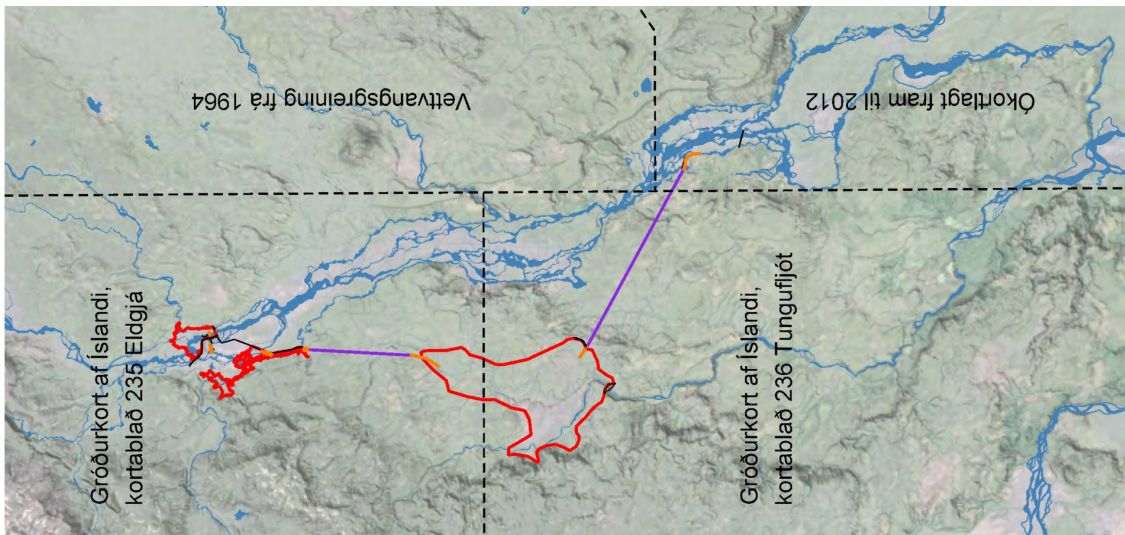 Vettvangsgreining frá 1964
Ókortlagt fram til 2012
Gróðurkort af Íslandi,
kortablað 235 Eldgjá
Gróðurkort af Íslandi,
kortablað 236 Tungufljót